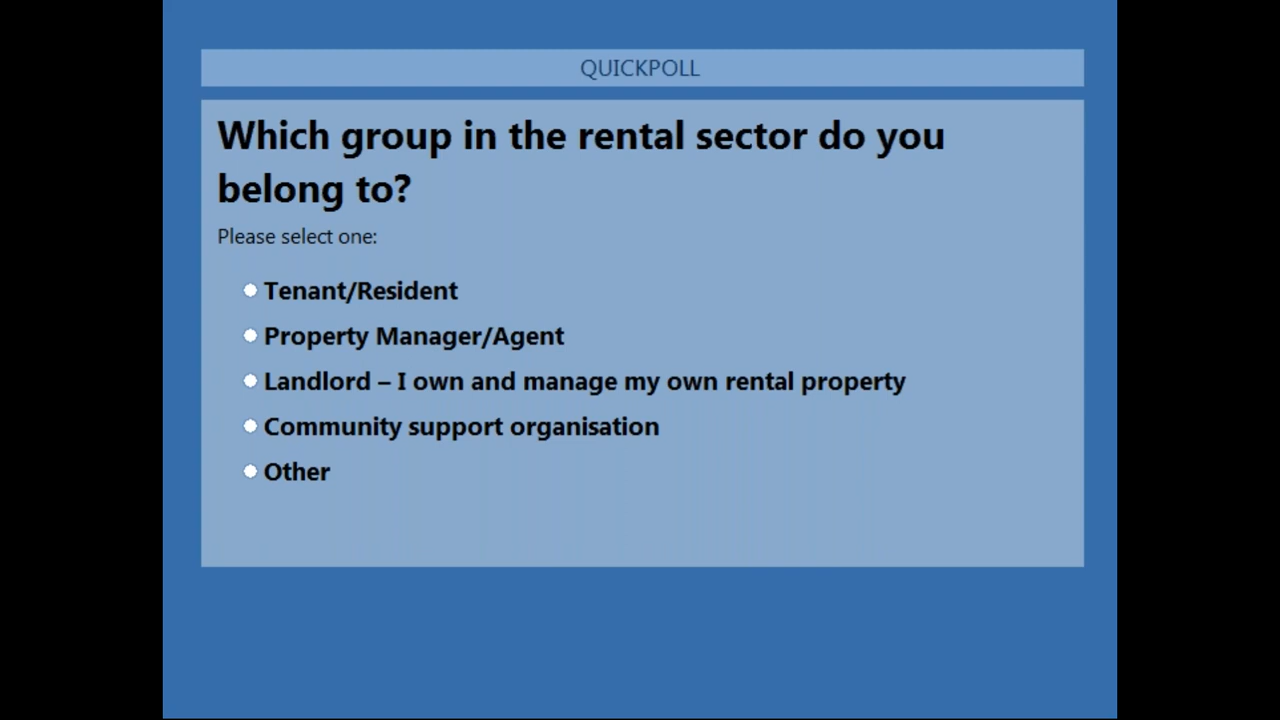 QUICKPOLL
Which group in the rental sector do you
belong to?
Please select one:
Tenant/Resident
Property Manager/Agent
Landlord – I own and manage my own rental property
Community support organisation
Other